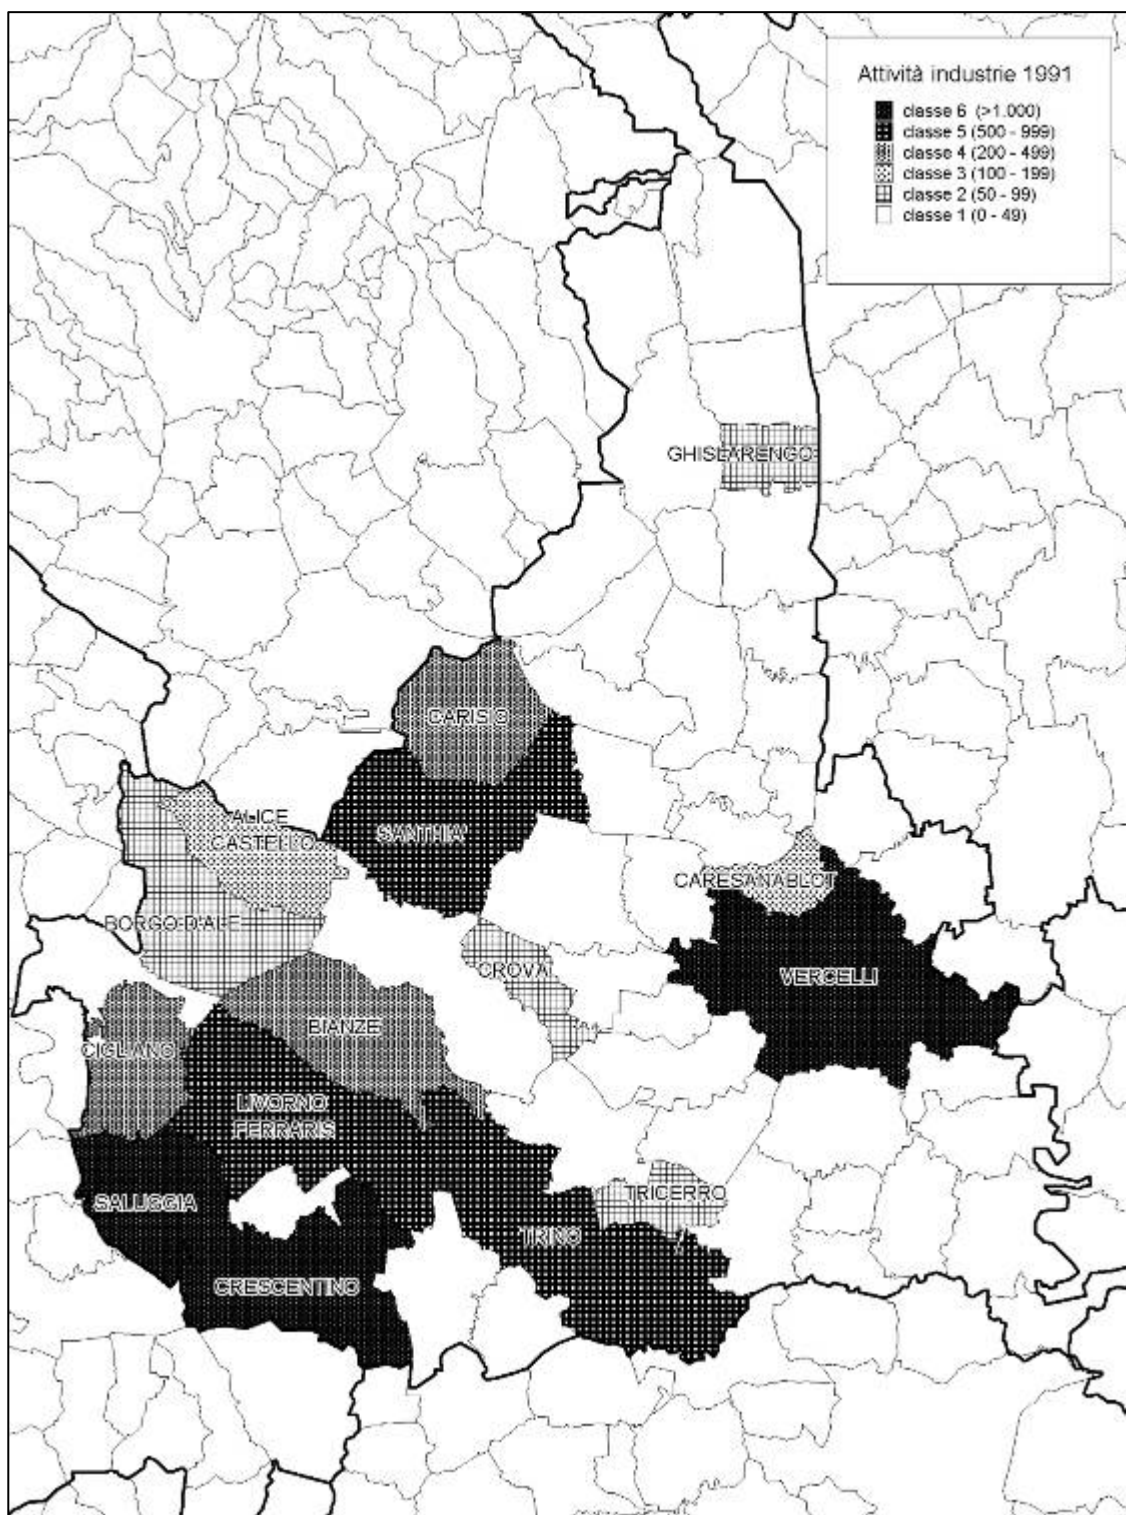 Attività industrie 1991
classe 6 (>1.000)
classe 5 (500 - 999)
classe 4 (200 - 499)
classe 3 (100 - 199)
classe 2 (50 - 99)
classe 1 (0 - 49)
GHISLARENGO
CARISIO
ALICE
CASTELLO
SANTHIA'
CARESANABLOT
BORGO D'ALE
CROVA
VERCELLI
BIANZE
CIGLIANO
LIVORNO
FERRARIS
SALUGGIA
TRICERRO
TRINO
CRESCENTINO